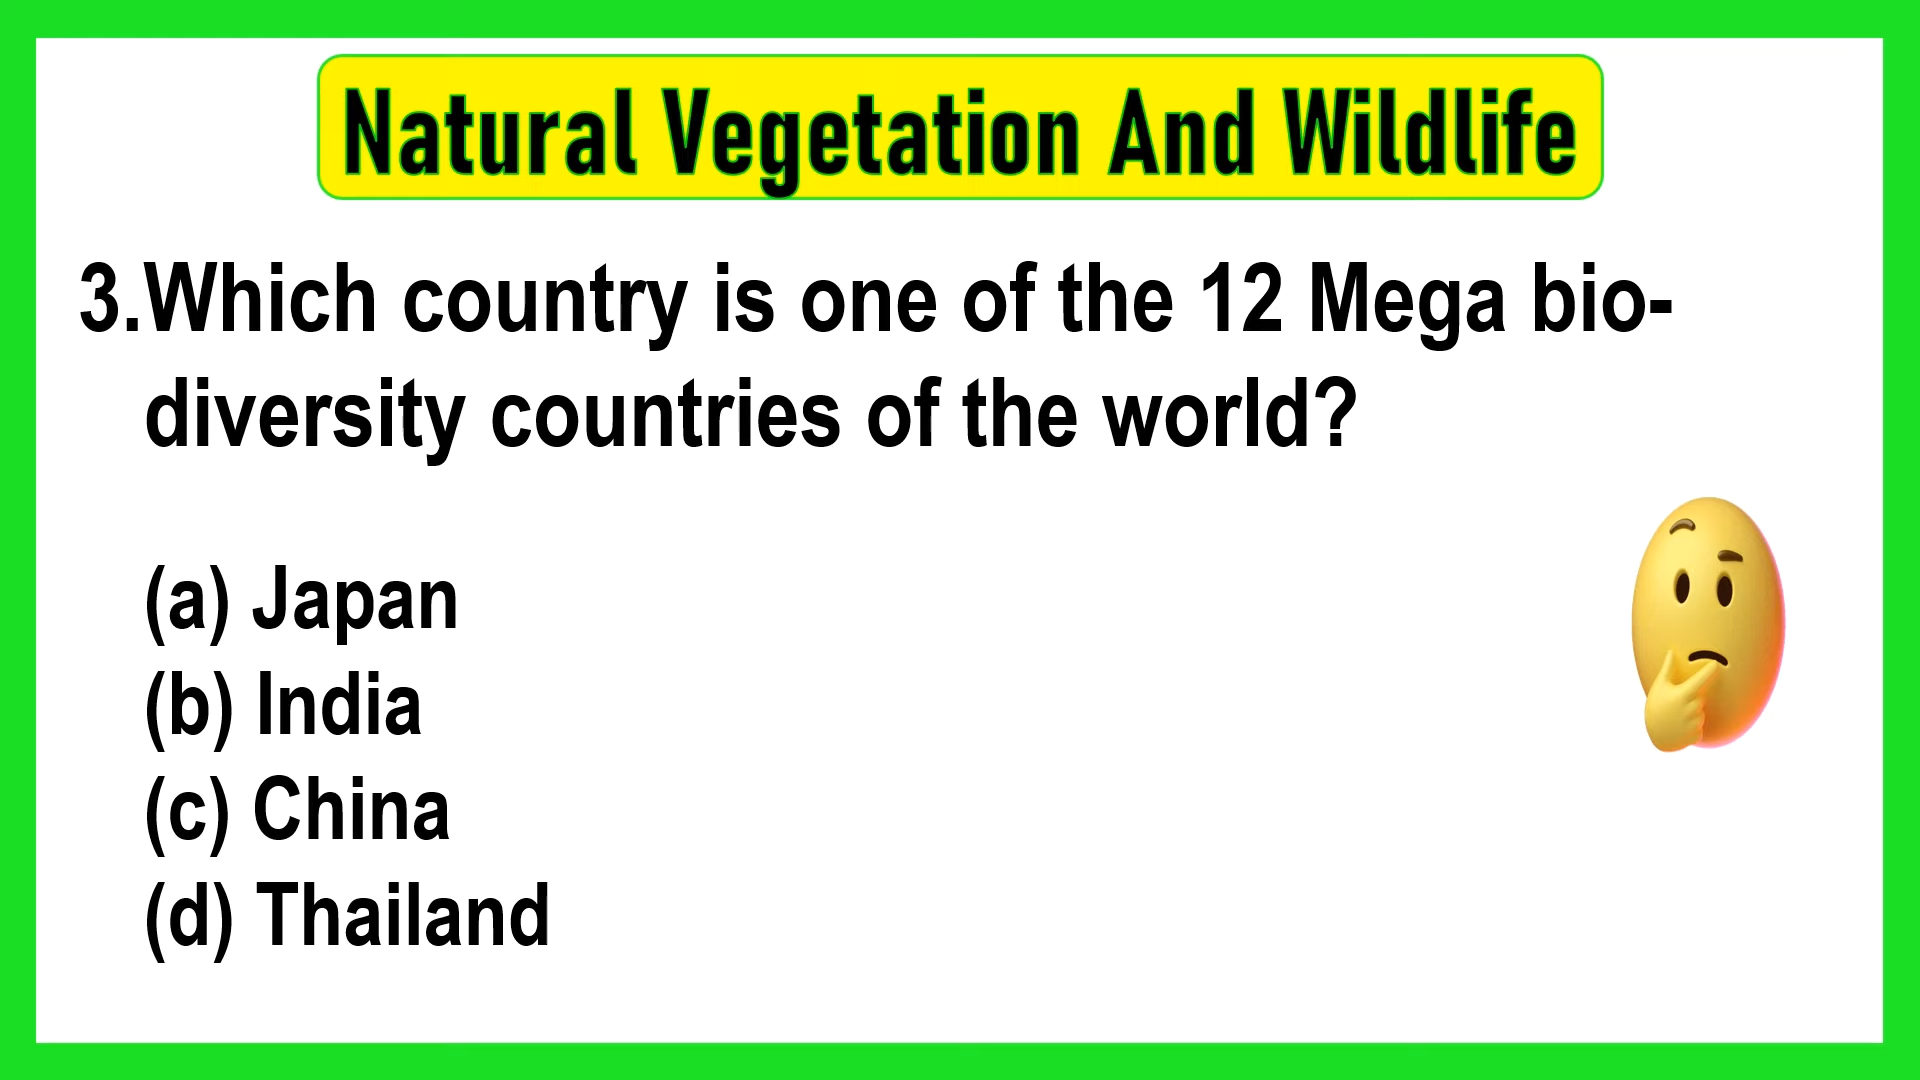 Natural Vegetation And Wildlife
3.Which country is one of the 12 Mega bio-
diversity countries of the world?
(a) Japan
(b) India
(c) China
(d) Thailand